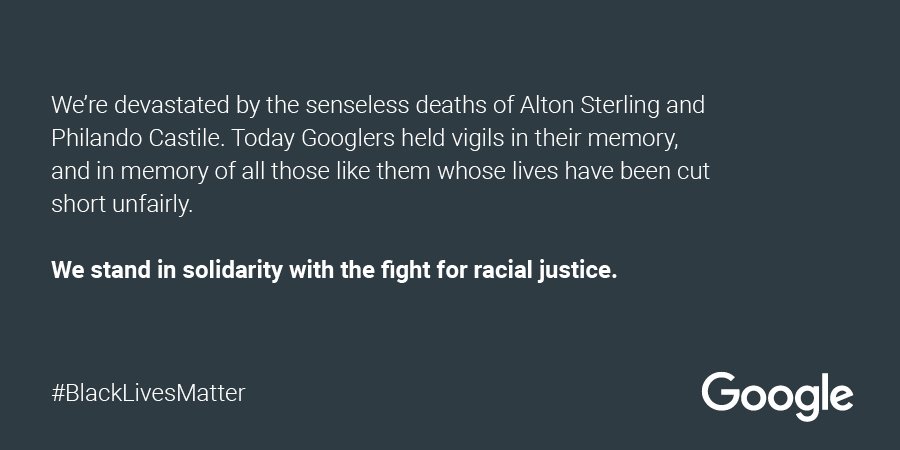 We’re devastated by the senseless deaths of Alton Sterling and
Philando Castile. Today Googlers held vigils in their memory,
and in memory of all those like them whose lives have been cut
short unfairly.
We stand in solidarity with the fight for racial justice.
#BlackLivesMatter
Google